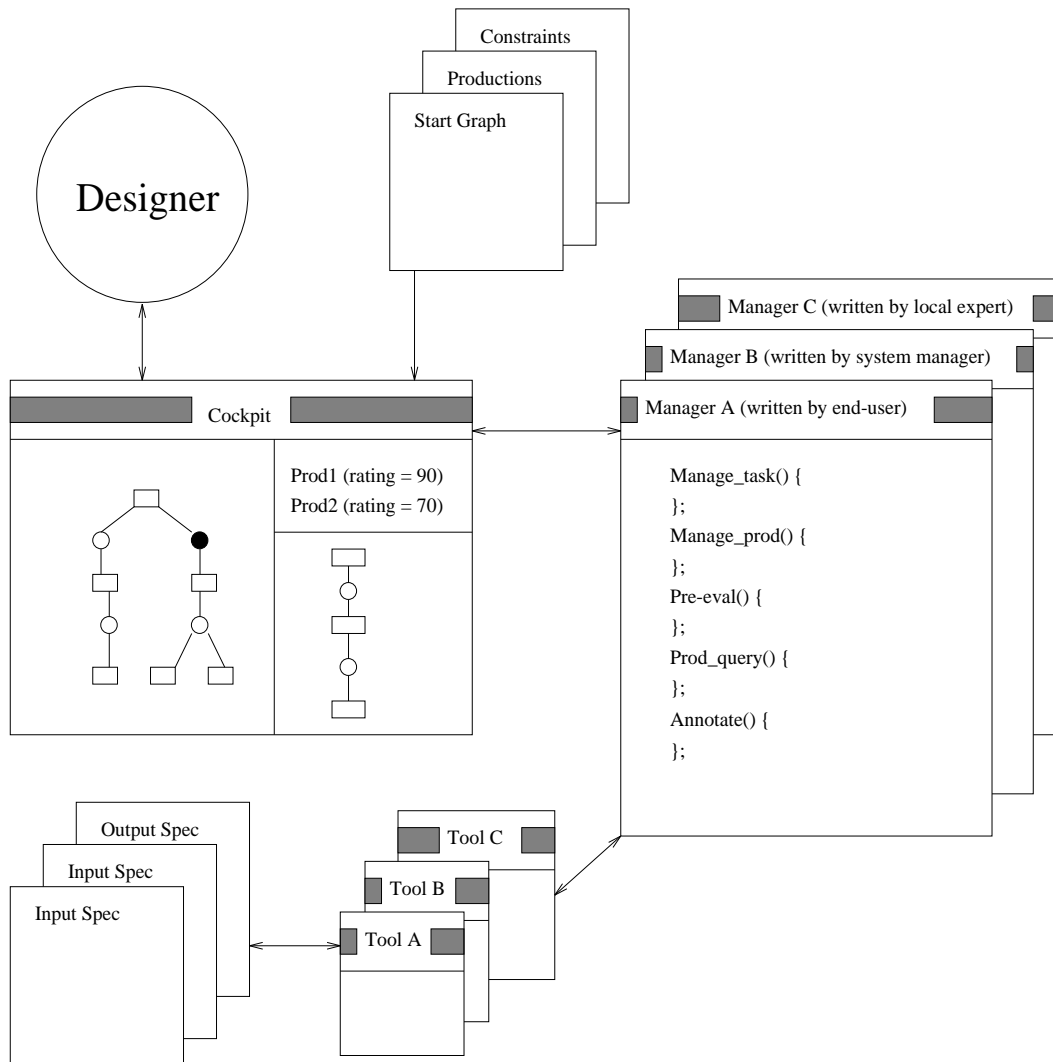 Constraints
Productions
Start Graph
Designer
Manager C (written by local expert)
Manager B (written by system manager)
Manager A (written by end-user)
Cockpit
Prod1 (rating = 90)
Prod2 (rating = 70)
Manage_task() {
};
Manage_prod() {
};
Pre-eval() {
};
Prod_query() {
};
Annotate() {
};
Output Spec
Input Spec
Input Spec
Tool C
Tool B
Tool A